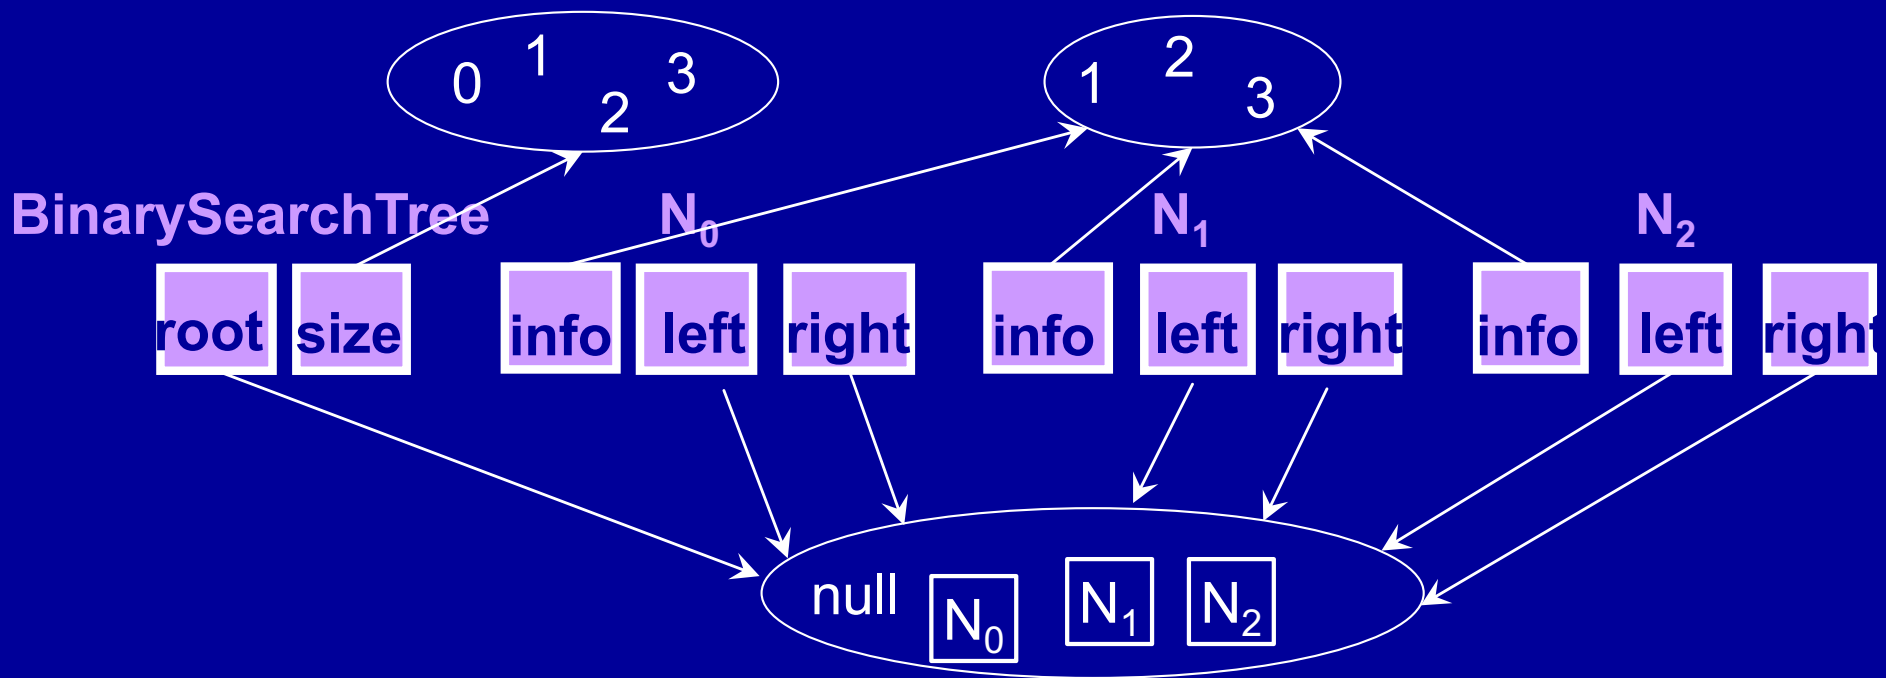 0 1 2 3
1 2 3
BinarySearchTree N₀ N₁ N₂
root size info left right info left right info left right
null N₀ N₁ N₂